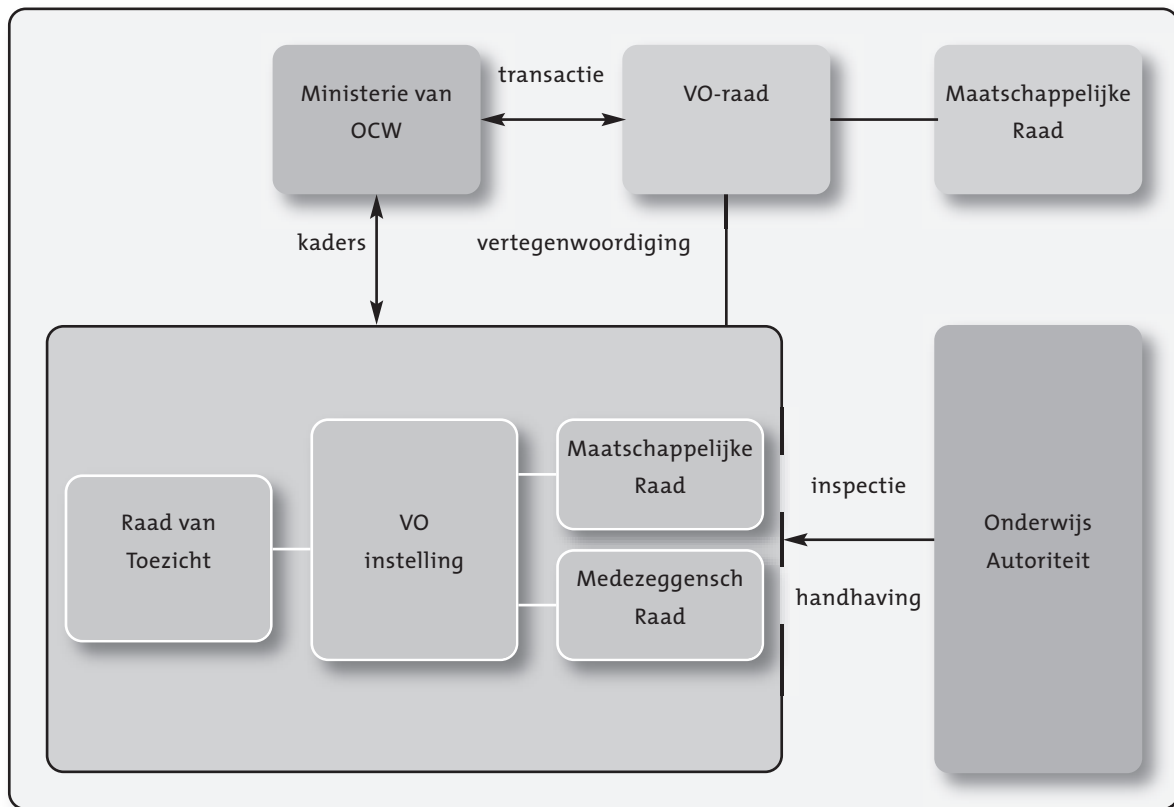 Ministerie van
OCW
transactie
VO-raad
Maatschappelijke
Raad
kaders
vertegenwoordiging
Raad van
Toezicht
VO
instelling
Maatschappelijke
Raad
Medezeggensch
Raad
inspectie
handhaving
Onderwijs
Autoriteit